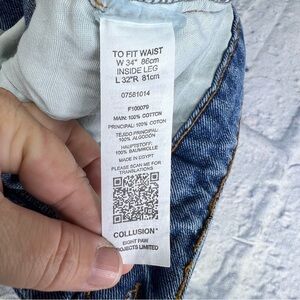 TO FIT WAIST
W 34" 86cm
INSIDE LEG
L 32"R 81cm
07581014
F100079
MAIN: 100% COTTON
PRINCIPAL: 100% COTON
TEJIDO PRINCIPAL:
100% ALGODÓN
HAUPTSTOFF:
100% BAUMWOLLE
MADE IN EGYPT
PLEASE SCAN ME FOR
TRANSLATIONS
COLLUSION*
EIGHT PAW
PROJECTS LIMITED